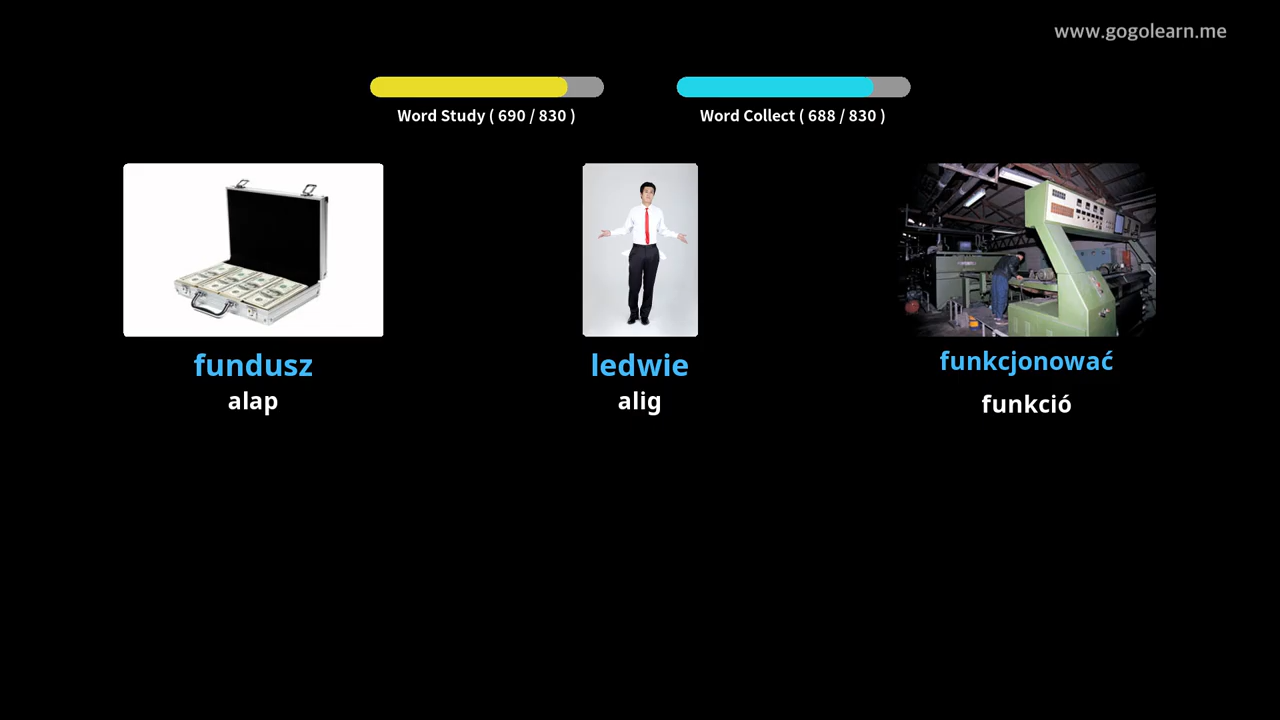 www.gogolearn.me
Word Study ( 690 / 830 )
Word Collect ( 688 / 830 )
fundusz
alap
ledwie
alig
funkcjonować
funkció